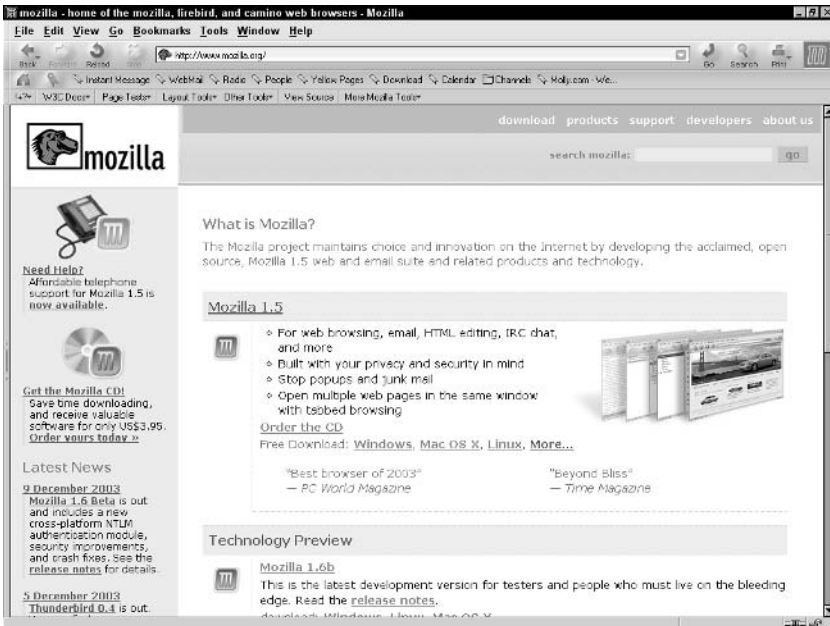 mozilla - home of the mozilla, firebird, and camino web browsers - Mozilla
File Edit View Go Bookmarks Tools Window Help
Back Forward Reload Stop http://www.mozilla.org/ Go Search Print
Instant Message WebMail Radio People Yellow Pages Download Calendar Channels Molly.com - We...
W3C Docs Page Tests Layout Tools Other Tools View Source More Mozilla Tools
download products support developers about us
mozilla
search mozilla: go
Need Help?
Affordable telephone
support for Mozilla 1.5 is
now available.
Get the Mozilla CD!
Save time downloading,
and receive valuable
software for only US$3.95.
Order yours today »
Latest News
9 December 2003
Mozilla 1.6 Beta is out
and includes a new
cross-platform NTLM
authentication module,
security improvements,
and crash fixes. See the
release notes for details.
5 December 2003
Thunderbird 0.4 is out.
What is Mozilla?
The Mozilla project maintains choice and innovation on the Internet by developing the acclaimed, open
source, Mozilla 1.5 web and email suite and related products and technology.
Mozilla 1.5
For web browsing, email, HTML editing, IRC chat,
and more
Built with your privacy and security in mind
Stop popups and junk mail
Open multiple web pages in the same window
with tabbed browsing
Order the CD
Free Download: Windows, Mac OS X, Linux, More...
"Best browser of 2003"
— PC World Magazine
"Beyond Bliss"
— Time Magazine
Technology Preview
Mozilla 1.6b
This is the latest development version for testers and people who must live on the bleeding
edge. Read the release notes.
download: Windows, Linux, Mac OS X